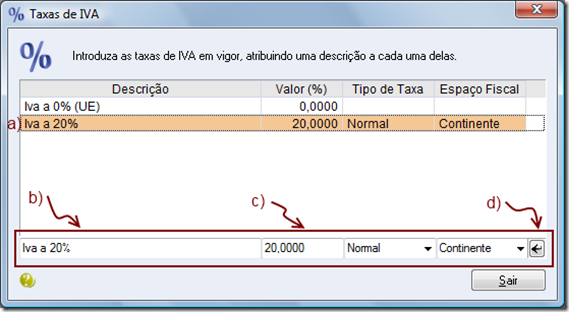 % Taxas de IVA
% Introduza as taxas de IVA em vigor, atribuindo uma descrição a cada uma delas.
Descrição Valor (%) Tipo de Taxa Espaço Fiscal
Iva a 0% (UE) 0,0000
a) Iva a 20% 20,0000 Normal Continente
b) c) d)
Iva a 20% 20,0000 Normal Continente
? Sair